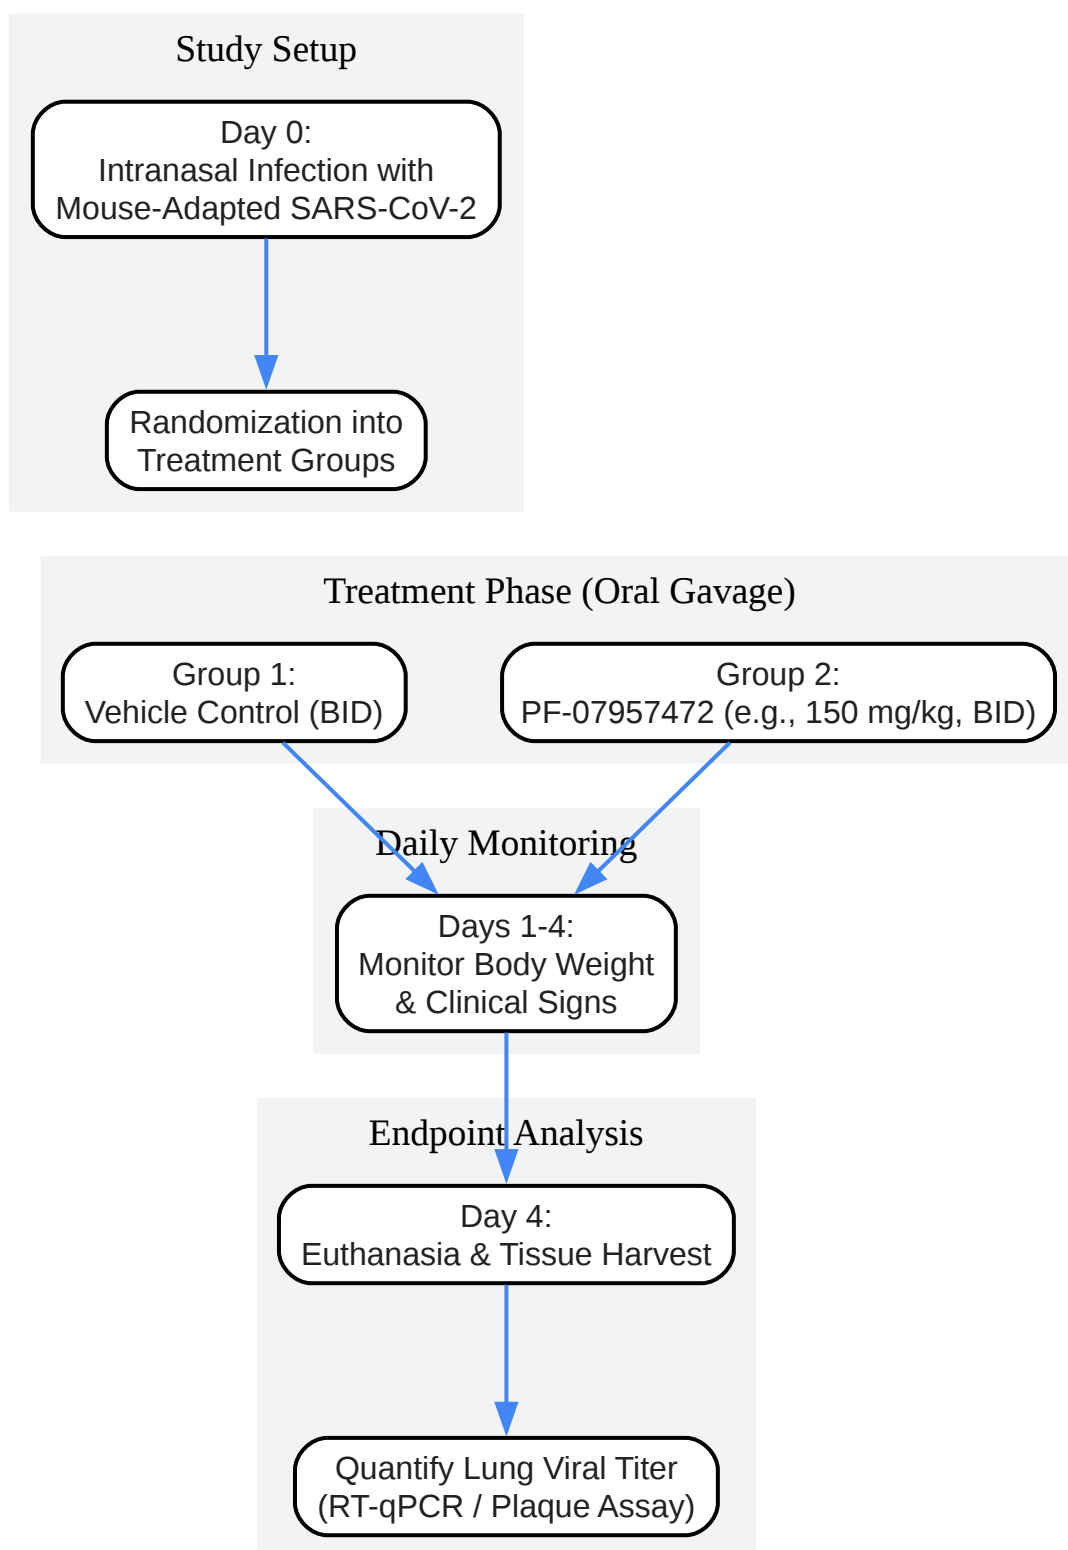 Study Setup
Day 0:
Intranasal Infection with
Mouse-Adapted SARS-CoV-2
Randomization into
Treatment Groups
Treatment Phase (Oral Gavage)
Group 1:
Vehicle Control (BID)
Group 2:
PF-07957472 (e.g., 150 mg/kg, BID)
Daily Monitoring
Days 1-4:
Monitor Body Weight
& Clinical Signs
Endpoint Analysis
Day 4:
Euthanasia & Tissue Harvest
Quantify Lung Viral Titer
(RT-qPCR / Plaque Assay)